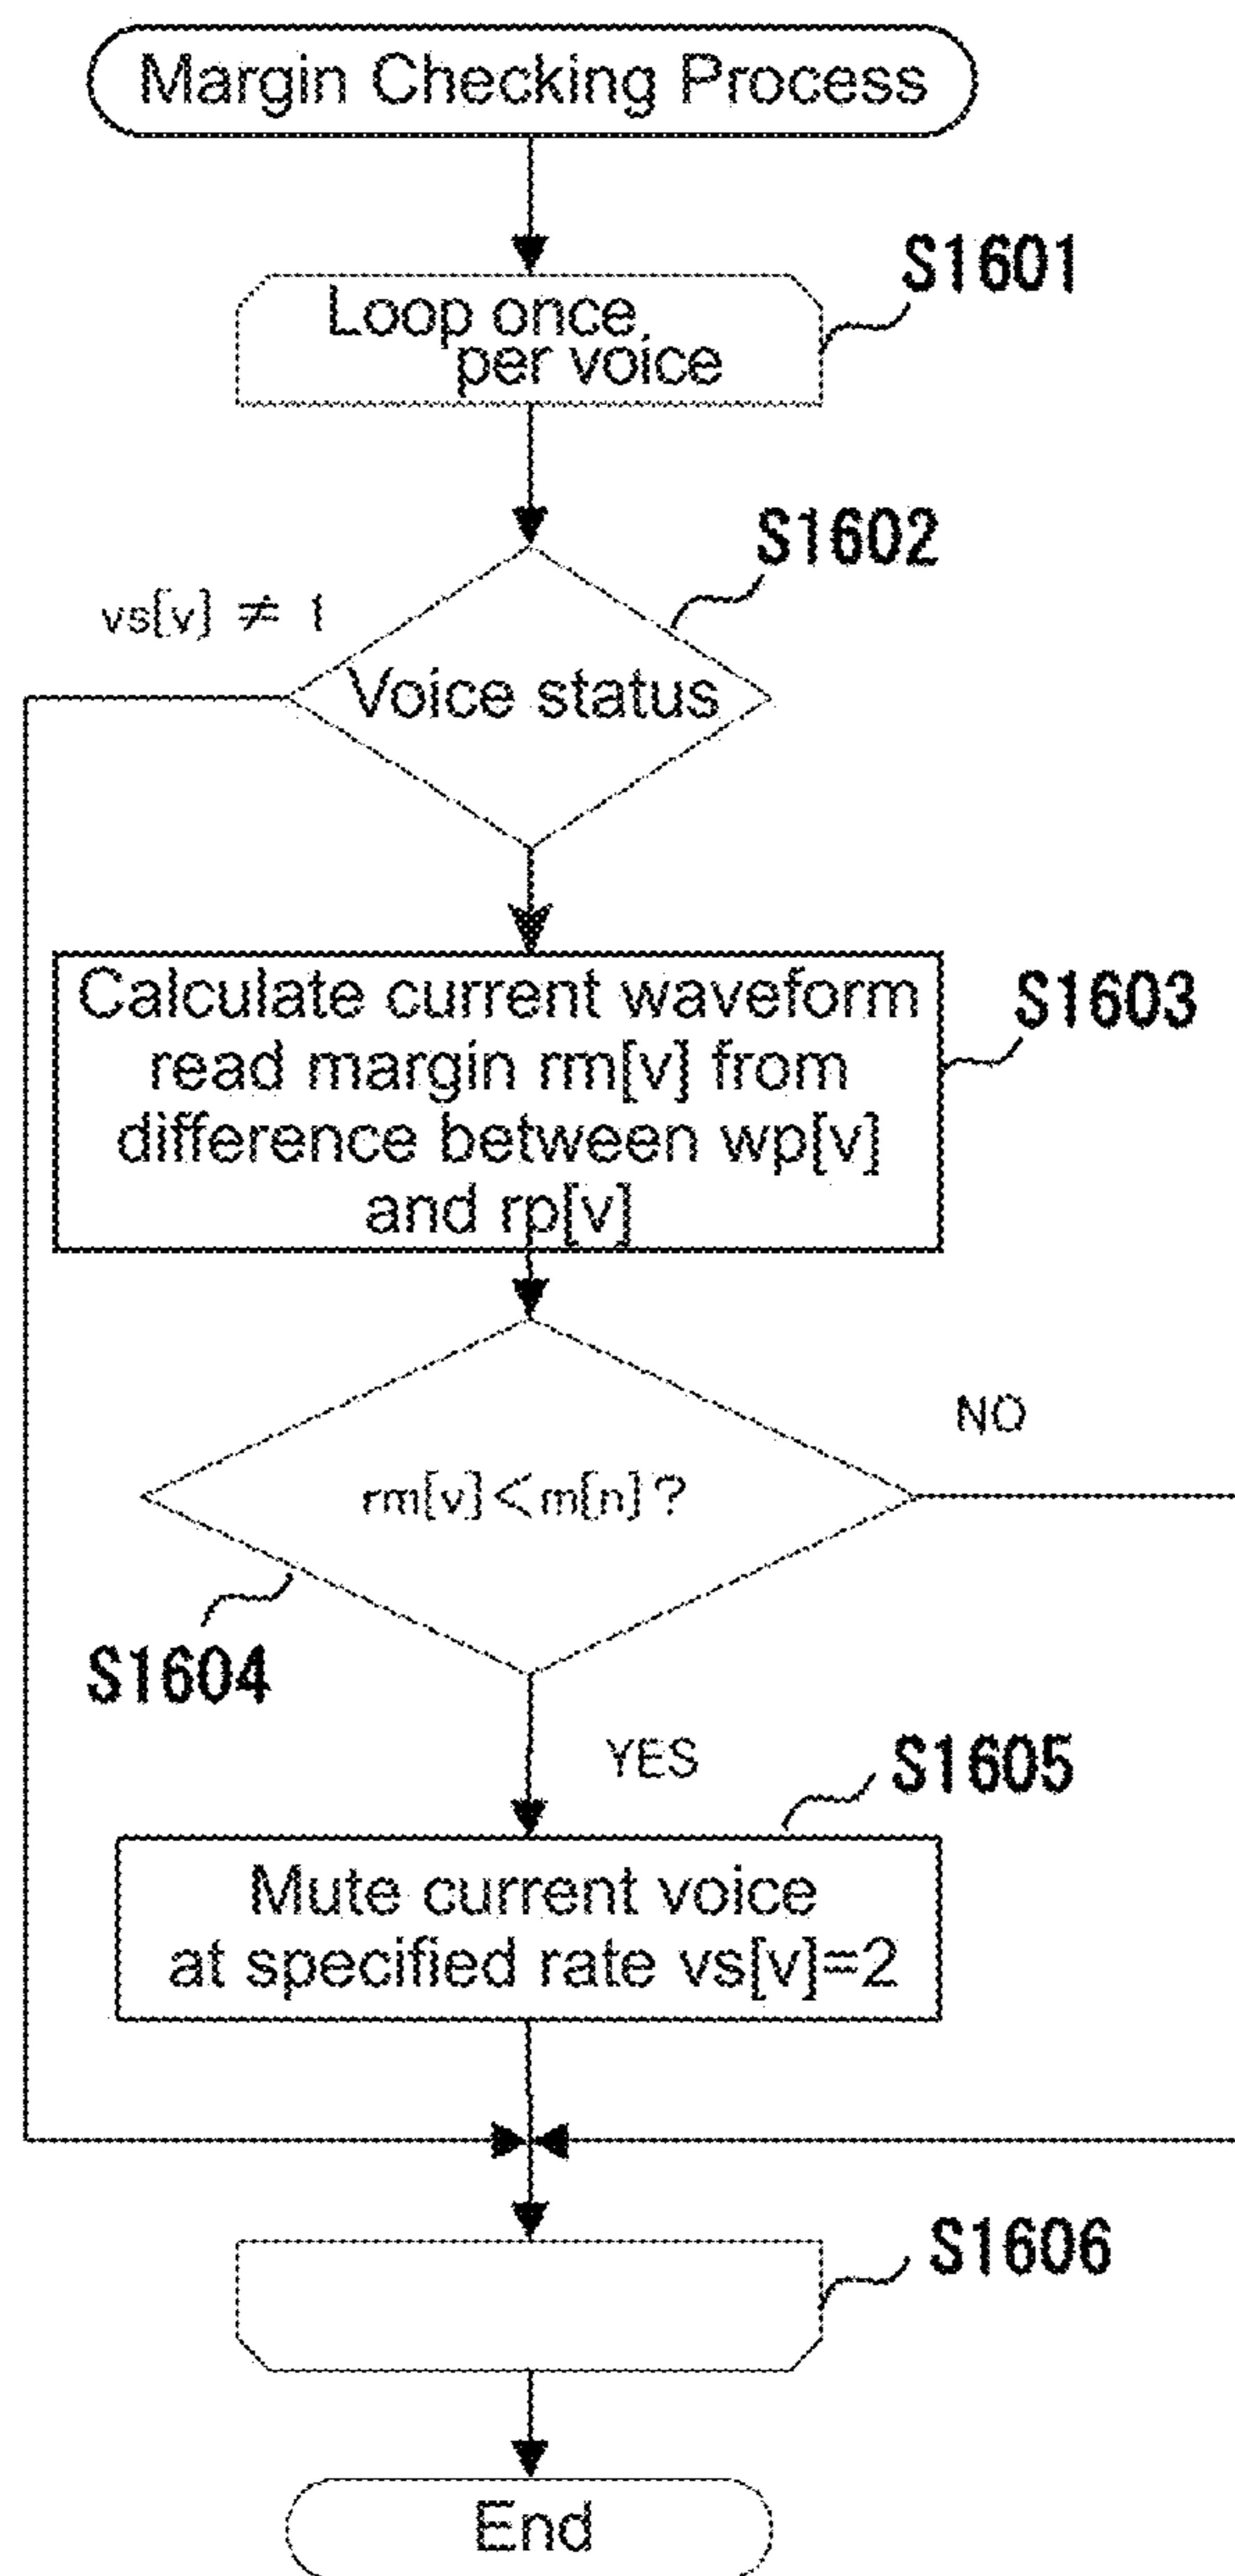 Margin Checking Process
S1601
Loop once
per voice
S1602
vs[v] ≠ 1
Voice status
S1603
Calculate current waveform
read margin rm[v] from
difference between wp[v]
and rp[v]
NO
rm[v]<m[n]?
S1604
YES
S1605
Mute current voice
at specified rate vs[v]=2
S1606
End